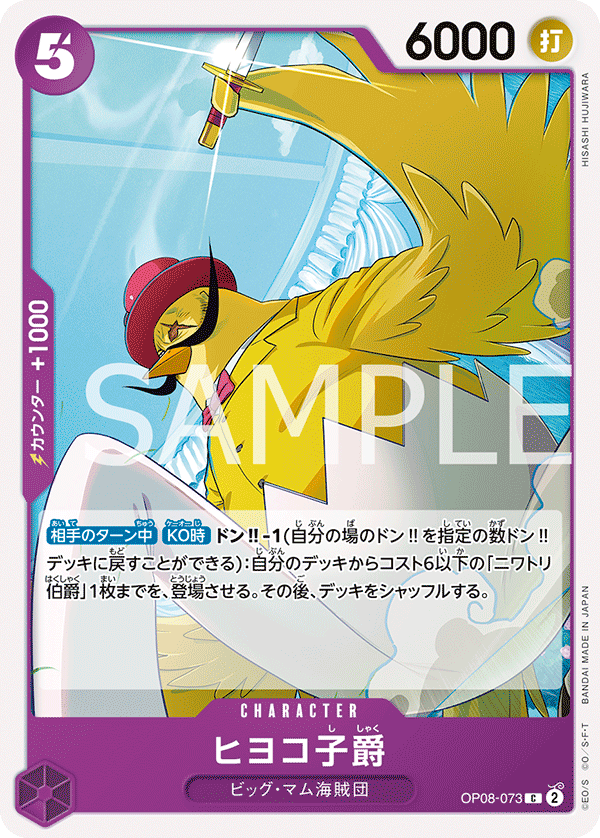 5
6000
打
HISASHI HUJIWARA
カウンター +1000
SAMPLE
相手のターン中 KO時 ドン!!-1(自分の場のドン!!を指定の数ドン!!
デッキに戻すことができる):自分のデッキからコスト6以下の「ニワトリ
伯爵」1枚までを、登場させる。その後、デッキをシャッフルする。
CHARACTER
ヒヨコ子爵
ビッグ・マム海賊団
OP08-073 C 2
©EO/S ©O/S・F・T BANDAI MADE IN JAPAN